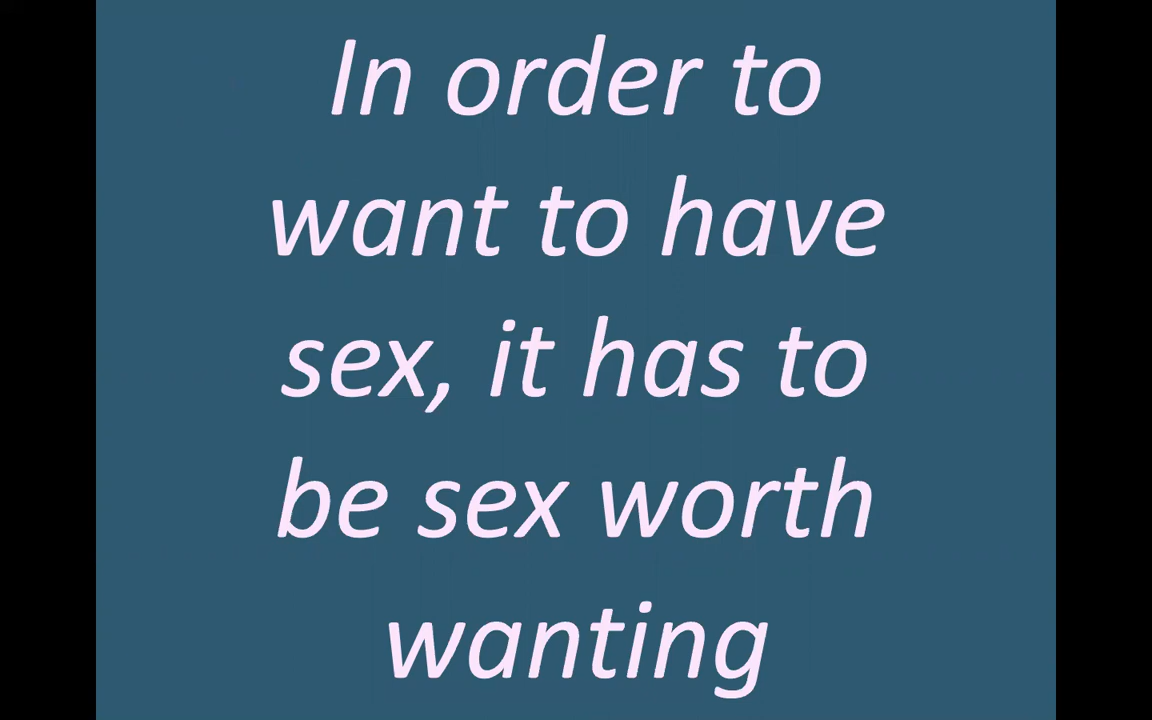 In order to
want to have
sex, it has to
be sex worth
wanting